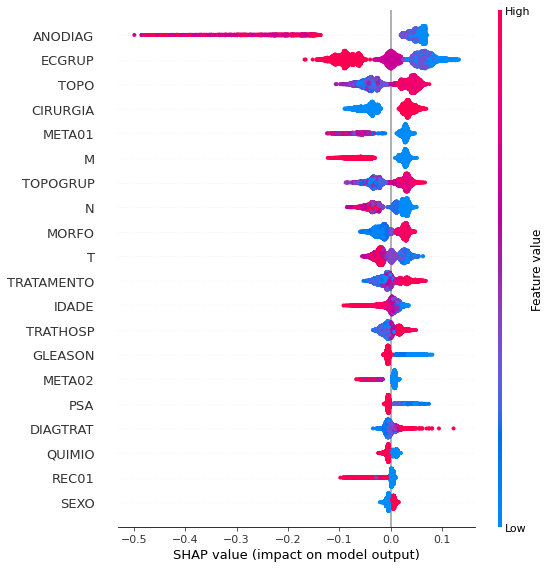 High
ANODIAG
ECGRUP
TOPO
CIRURGIA
META01
M
TOPOGRUP
N
MORFO
T
TRATAMENTO
IDADE
TRATHOSP
GLEASON
META02
PSA
DIAGTRAT
QUIMIO
REC01
SEXO
Feature value
Low
−0.5 −0.4 −0.3 −0.2 −0.1 0.0 0.1
SHAP value (impact on model output)